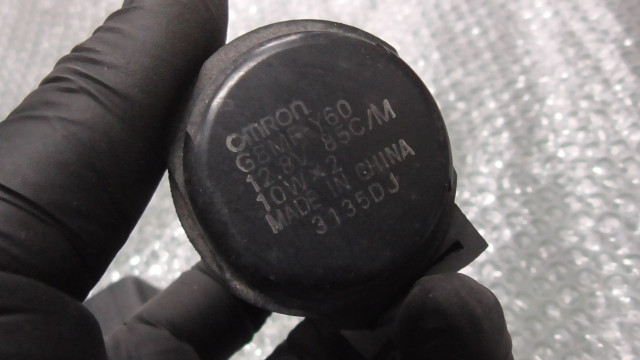 omron
G8MF-Y60
12.8V 85C/M
10W×2
MADE IN CHINA
3135DJ